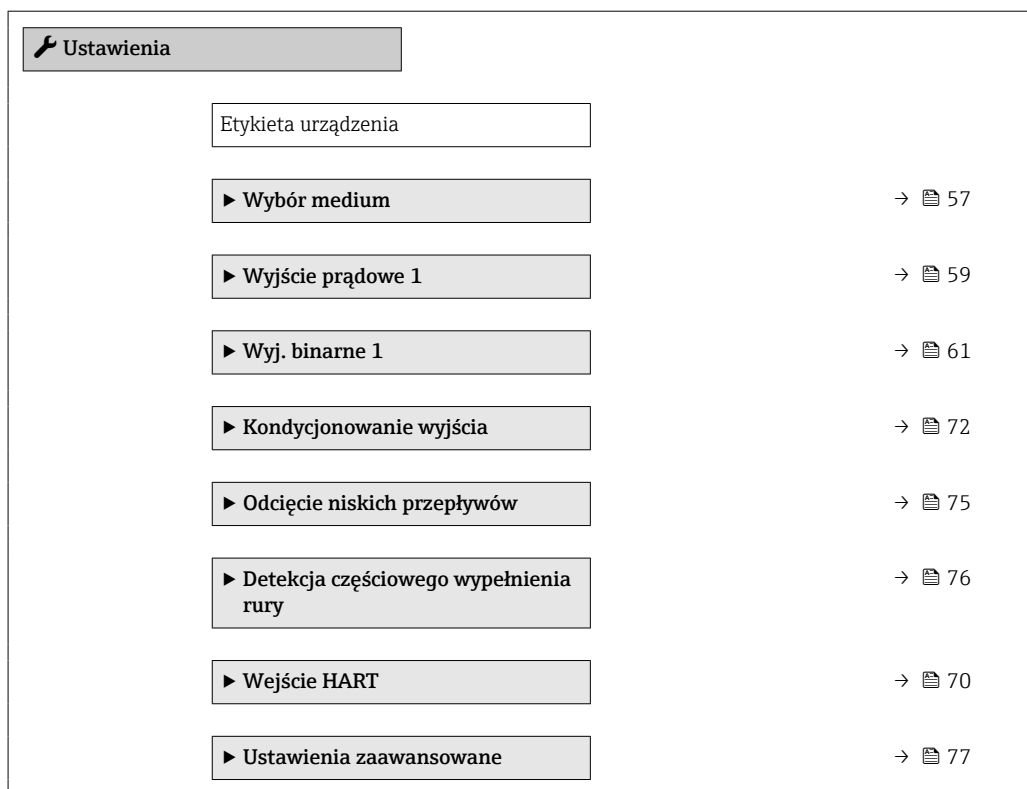 Ustawienia
Etykieta urządzenia
▶ Wybór medium → 57
▶ Wyjście prądowe 1 → 59
▶ Wyj. binarne 1 → 61
▶ Kondycjonowanie wyjścia → 72
▶ Odcięcie niskich przepływów → 75
▶ Detekcja częściowego wypełnienia → 76
rury
▶ Wejście HART → 70
▶ Ustawienia zaawansowane → 77